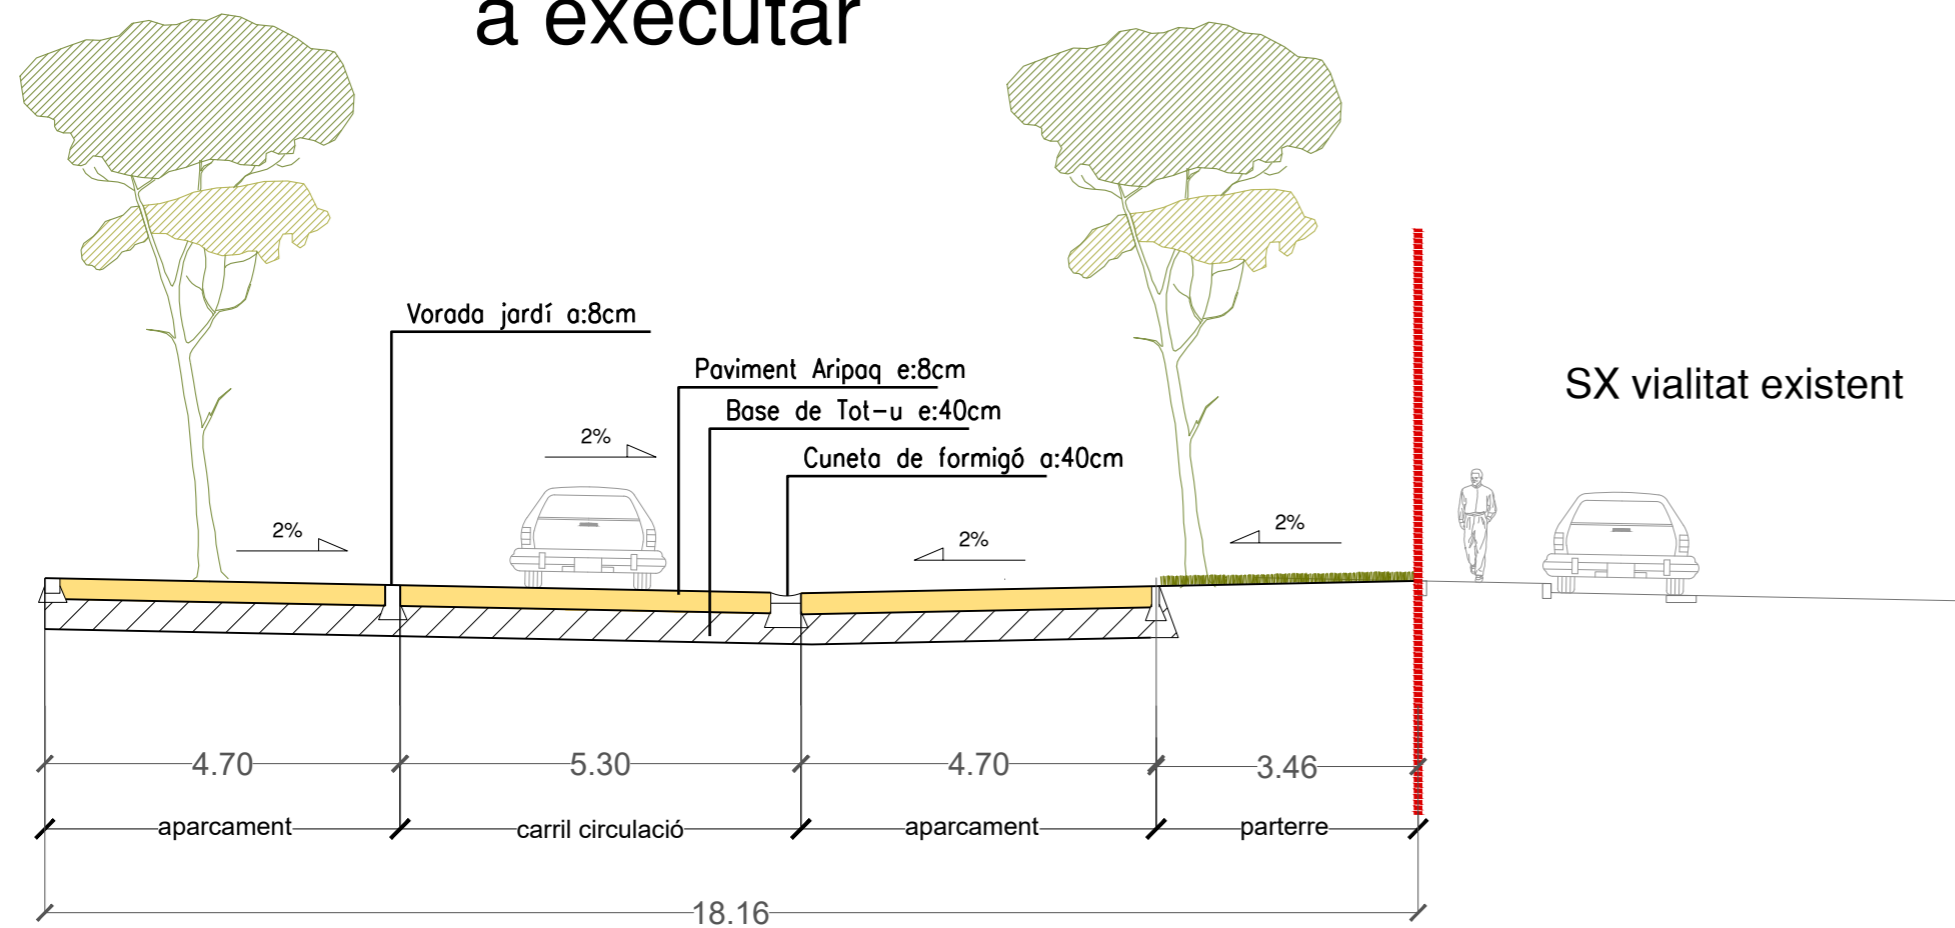 a executar
Vorada jardí a:8cm
Paviment Aripaq e:8cm
SX vialitat existent
Base de Tot-u e:40cm
2%
Cuneta de formigó a:40cm
2%
2%
2%
4.70
5.30
4.70
3.46
aparcament
carril circulació
aparcament
parterre
18.16